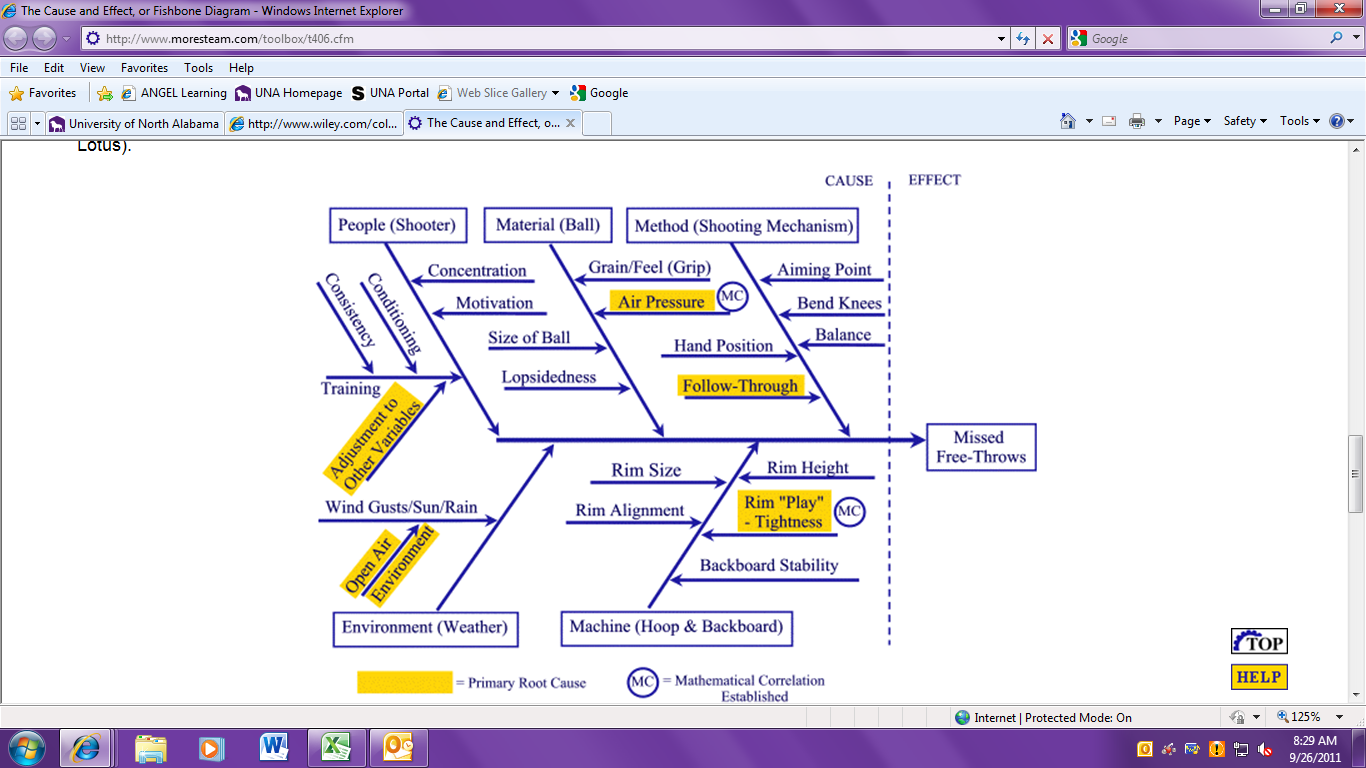 The Cause and Effect, or Fishbone Diagram - Windows Internet Explorer
http://www.moresteam.com/toolbox/t406.cfm
Google
File Edit View Favorites Tools Help
Favorites ANGEL Learning UNA Homepage UNA Portal Web Slice Gallery Google
University of North Alabama http://www.wiley.com/col... The Cause and Effect, o... Page Safety Tools
Lotus).
CAUSE EFFECT
People (Shooter) Material (Ball) Method (Shooting Mechanism)
Concentration
Motivation
Consistency
Conditioning
Training
Adjustment to
Other Variables
Grain/Feel (Grip)
Air Pressure MC
Size of Ball
Lopsidedness
Aiming Point
Bend Knees
Balance
Hand Position
Follow-Through
Missed
Free-Throws
Wind Gusts/Sun/Rain
Open Air
Environment
Rim Size
Rim Height
Rim Alignment
Rim "Play"
- Tightness MC
Backboard Stability
Environment (Weather) Machine (Hoop & Backboard)
= Primary Root Cause
MC = Mathematical Correlation
Established
TOP
HELP
Internet | Protected Mode: On 125%
8:29 AM
9/26/2011